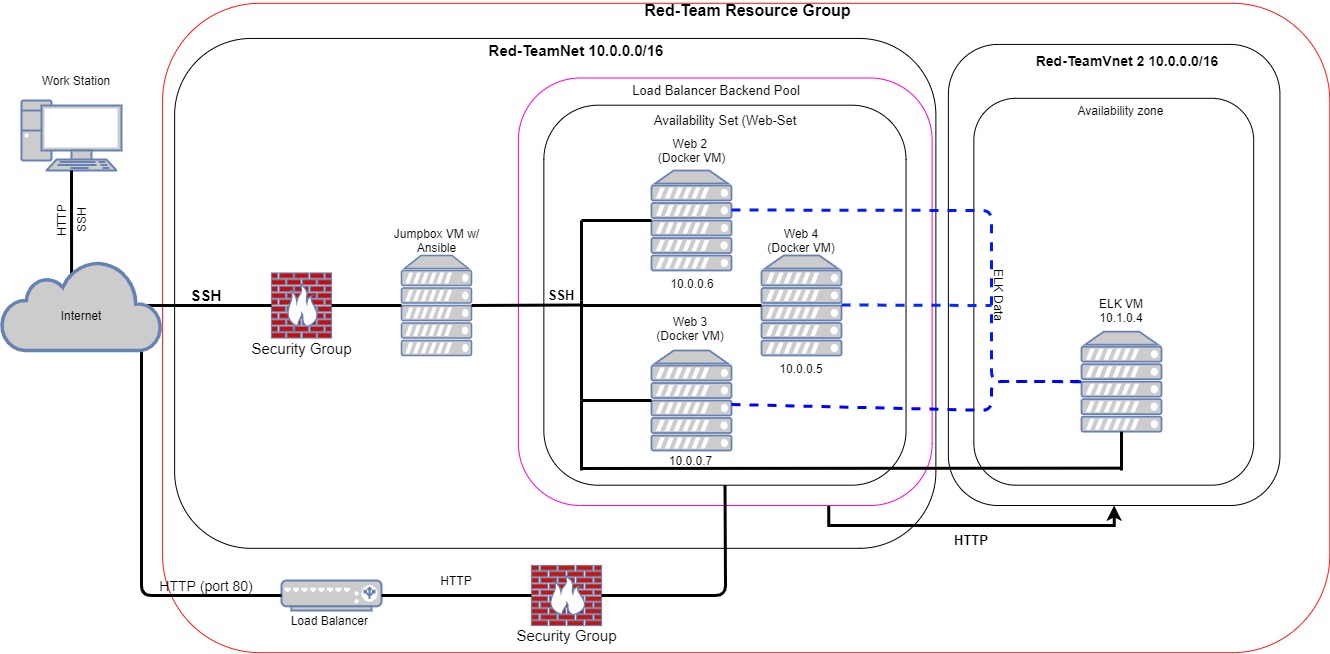 Red-Team Resource Group
Red-TeamNet 10.0.0.0/16
Red-TeamVnet 2 10.0.0.0/16
Work Station
Load Balancer Backend Pool
Availability zone
Availability Set (Web-Set
Web 2
(Docker VM)
10.0.0.6
HTTP
SSH
Jumpbox VM w/
Ansible
Web 4
(Docker VM)
10.0.0.5
ELK Data
ELK VM
10.1.0.4
Internet
SSH
Security Group
SSH
Web 3
(Docker VM)
10.0.0.7
HTTP
HTTP (port 80)
Load Balancer
HTTP
Security Group